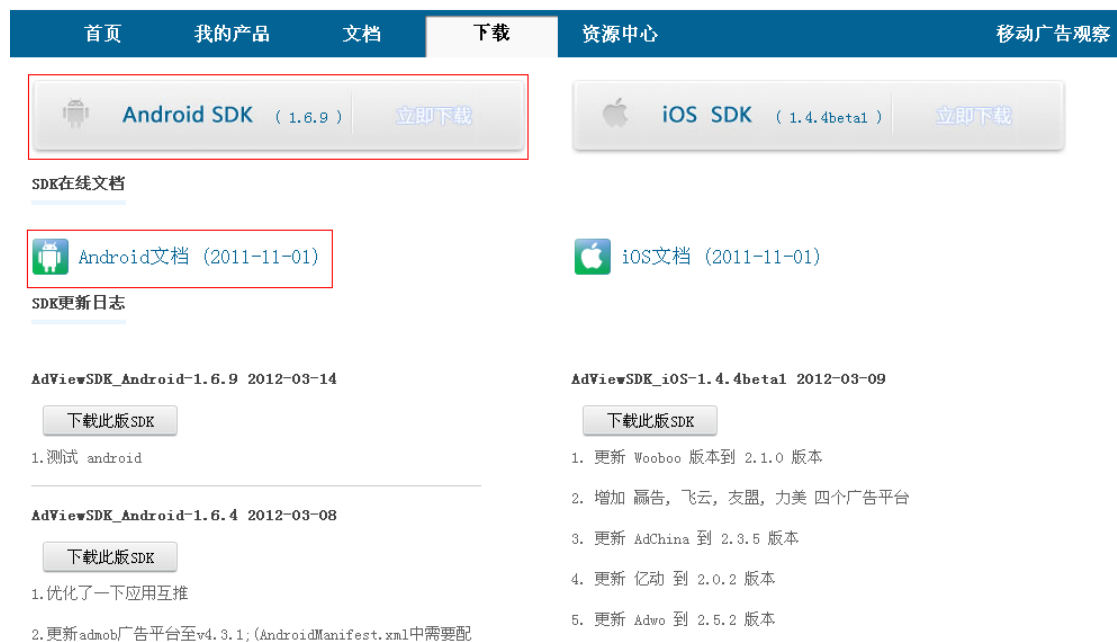 首页 我的产品 文档 下载 资源中心 移动广告观察
Android SDK ( 1.6.9 ) 立即下载
iOS SDK ( 1.4.4beta1 ) 立即下载
SDK在线文档
Android文档 (2011-11-01)
iOS文档 (2011-11-01)
SDK更新日志
AdViewSDK_Android-1.6.9 2012-03-14
下载此版SDK
1.测试 android
AdViewSDK_Android-1.6.4 2012-03-08
下载此版SDK
1.优化了一下应用互推
2.更新admob广告平台至v4.3.1;(AndroidManifest.xml中需要配
AdViewSDK_iOS-1.4.4beta1 2012-03-09
下载此版SDK
1. 更新 Wooboo 版本到 2.1.0 版本
2. 增加 赢告, 飞云, 友盟, 力美 四个广告平台
3. 更新 AdChina 到 2.3.5 版本
4. 更新 亿动 到 2.0.2 版本
5. 更新 Adwo 到 2.5.2 版本